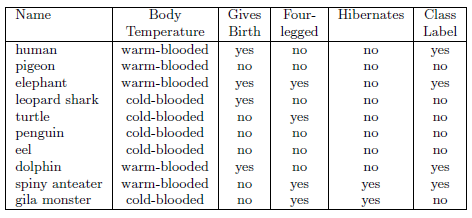 Name Body Gives Four- Hibernates Class
Temperature Birth legged Label
human warm-blooded yes no no yes
pigeon warm-blooded no no no no
elephant warm-blooded yes yes no yes
leopard shark cold-blooded yes no no no
turtle cold-blooded no yes no no
penguin cold-blooded no no no no
eel cold-blooded no no no no
dolphin warm-blooded yes no no yes
spiny anteater warm-blooded no yes yes yes
gila monster cold-blooded no yes yes no